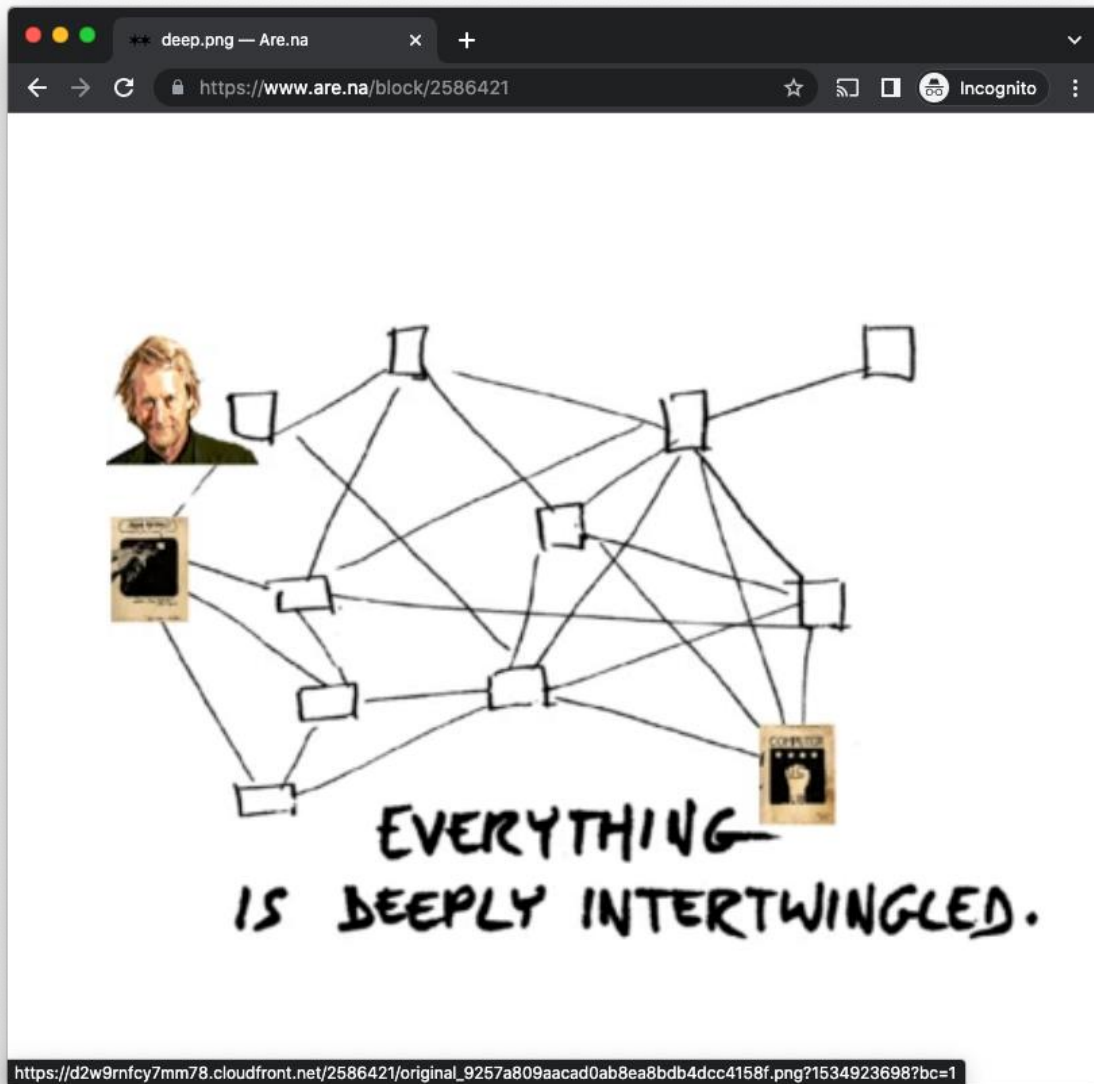 deep.png — Are.na
https://www.are.na/block/2586421
Incognito
COMPUTER
EVERYTHING
IS DEEPLY INTERTWINGLED.
https://d2w9rnfcy7mm78.cloudfront.net/2586421/original_9257a809aacad0ab8ea8bdb4dcc4158f.png?1534923698?bc=1